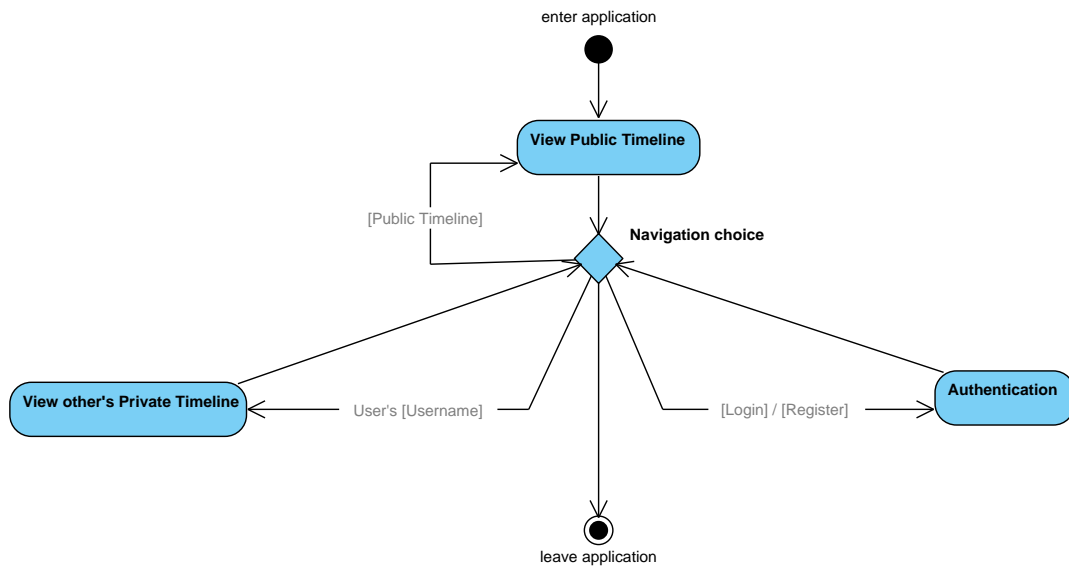 enter application
View Public Timeline
[Public Timeline]
Navigation choice
View other's Private Timeline
User's [Username]
[Login] / [Register]
Authentication
leave application